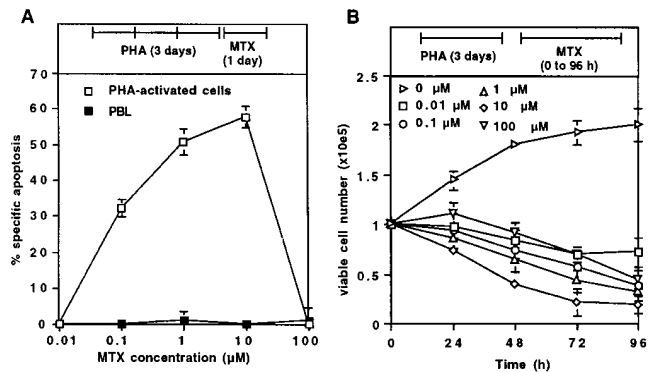 A
PHA (3 days)
MTX
(1 day)
70
60
50
40
30
20
10
0
% specific apoptosis
PHA-activated cells
PBL
0.01 0.1 1 10 100
MTX concentration (µM)
B
PHA (3 days)
MTX
(0 to 96 h)
2.5
2
1.5
1
0.5
0
viable cell number (x10e5)
0 µM 1 µM
0.01 µM 10 µM
0.1 µM 100 µM
0 24 48 72 96
Time (h)